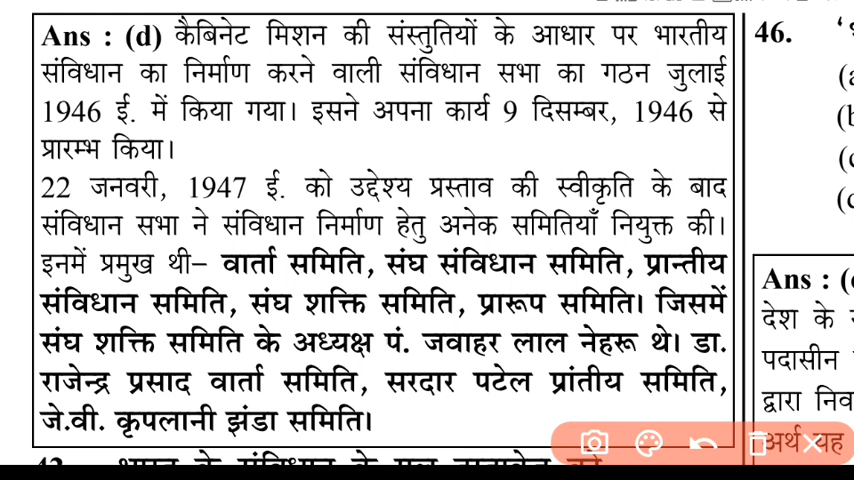 Ans : (d) कैबिनेट मिशन की संस्तुतियों के आधार पर भारतीय
संविधान का निर्माण करने वाली संविधान सभा का गठन जुलाई
1946 ई. में किया गया। इसने अपना कार्य 9 दिसम्बर, 1946 से
प्रारम्भ किया।
22 जनवरी, 1947 ई. को उद्देश्य प्रस्ताव की स्वीकृति के बाद
संविधान सभा ने संविधान निर्माण हेतु अनेक समितियाँ नियुक्त की।
इनमें प्रमुख थी– वार्ता समिति, संघ संविधान समिति, प्रान्तीय
संविधान समिति, संघ शक्ति समिति, प्रारूप समिति। जिसमें
संघ शक्ति समिति के अध्यक्ष पं. जवाहर लाल नेहरू थे। डा.
राजेन्द्र प्रसाद वार्ता समिति, सरदार पटेल प्रांतीय समिति,
जे.वी. कृपलानी झंडा समिति।
46.
Ans :
देश के
पदासीन
द्वारा
अर्थ यह